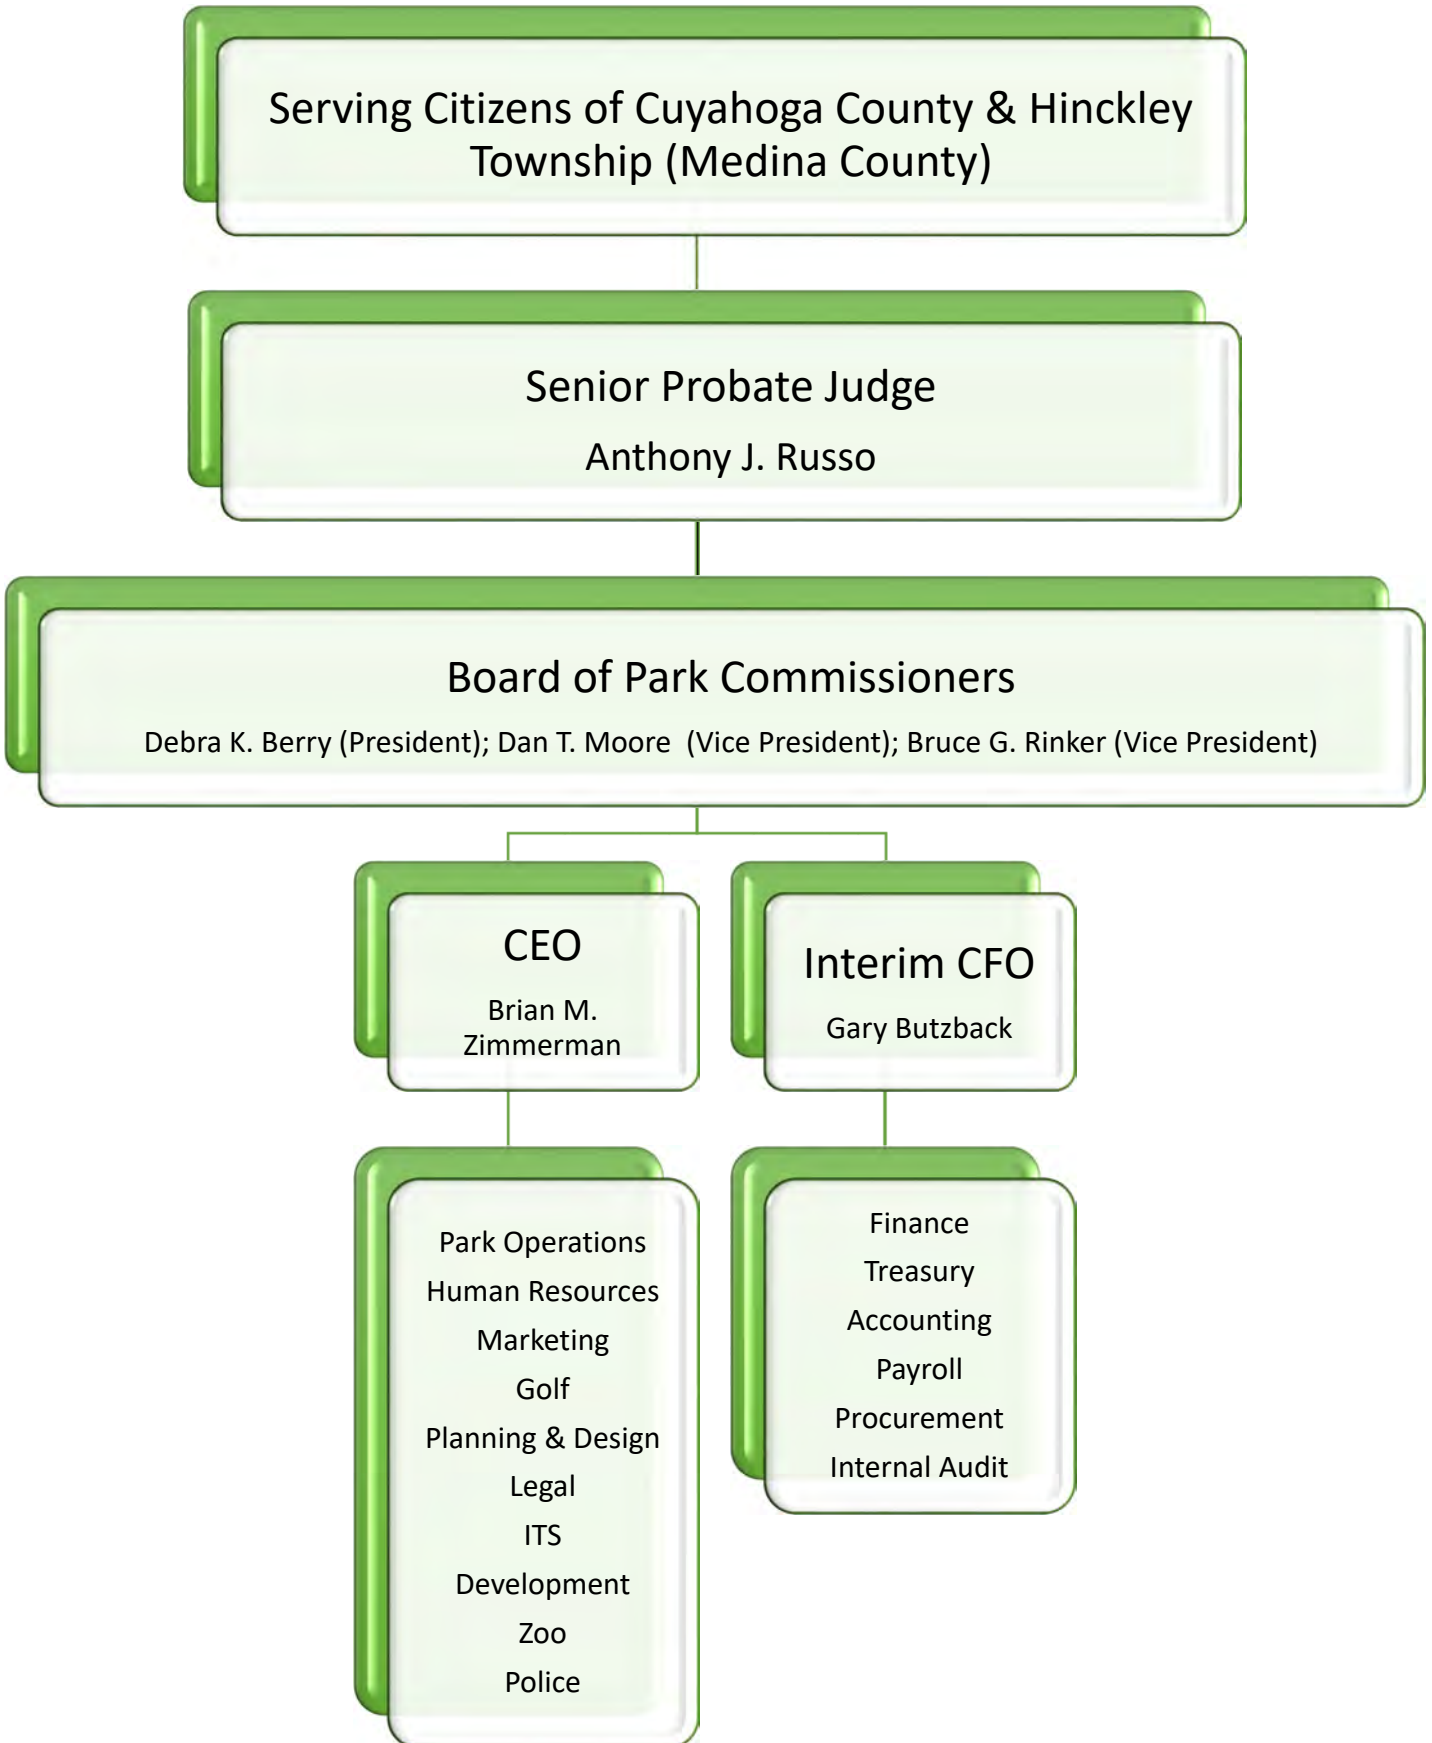 Serving Citizens of Cuyahoga County & Hinckley
Township (Medina County)
Senior Probate Judge
Anthony J. Russo
Board of Park Commissioners
Debra K. Berry (President); Dan T. Moore  (Vice President); Bruce G. Rinker (Vice President)
CEO
Brian M.
Zimmerman
Interim CFO
Gary Butzback
Park Operations
Human Resources
Marketing
Golf
Planning & Design
Legal
ITS
Development
Zoo
Police
Finance
Treasury
Accounting
Payroll
Procurement
Internal Audit